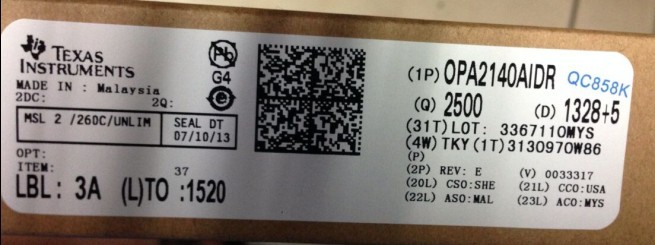 TEXAS
INSTRUMENTS
MADE IN : Malaysia
2DC: 2Q:
MSL 2 /260C/UNLIM
SEAL DT
07/10/13
OPT:
ITEM: 37
LBL: 3A (L)TO :1520
Pb
G4
e
(1P) OPA2140AIDR QC858K
(Q) 2500 (D) 1328+5
(31T)LOT: 3367110MYS
(4W) TKY (1T)3130970W86
(P)
(2P) REV: E (V) 0033317
(20L) CSO:SHE (21L) CCO:USA
(22L) ASO:MAL (23L) ACO:MYS